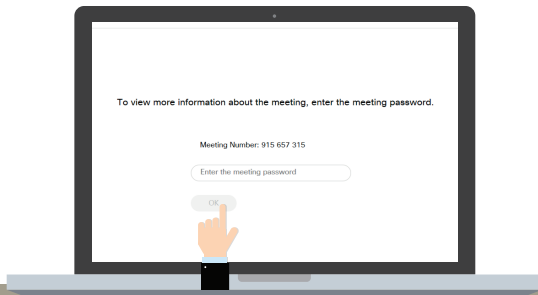 To view more information about the meeting, enter the meeting password.
Meeting Number: 915 657 315
Enter the meeting password
OK